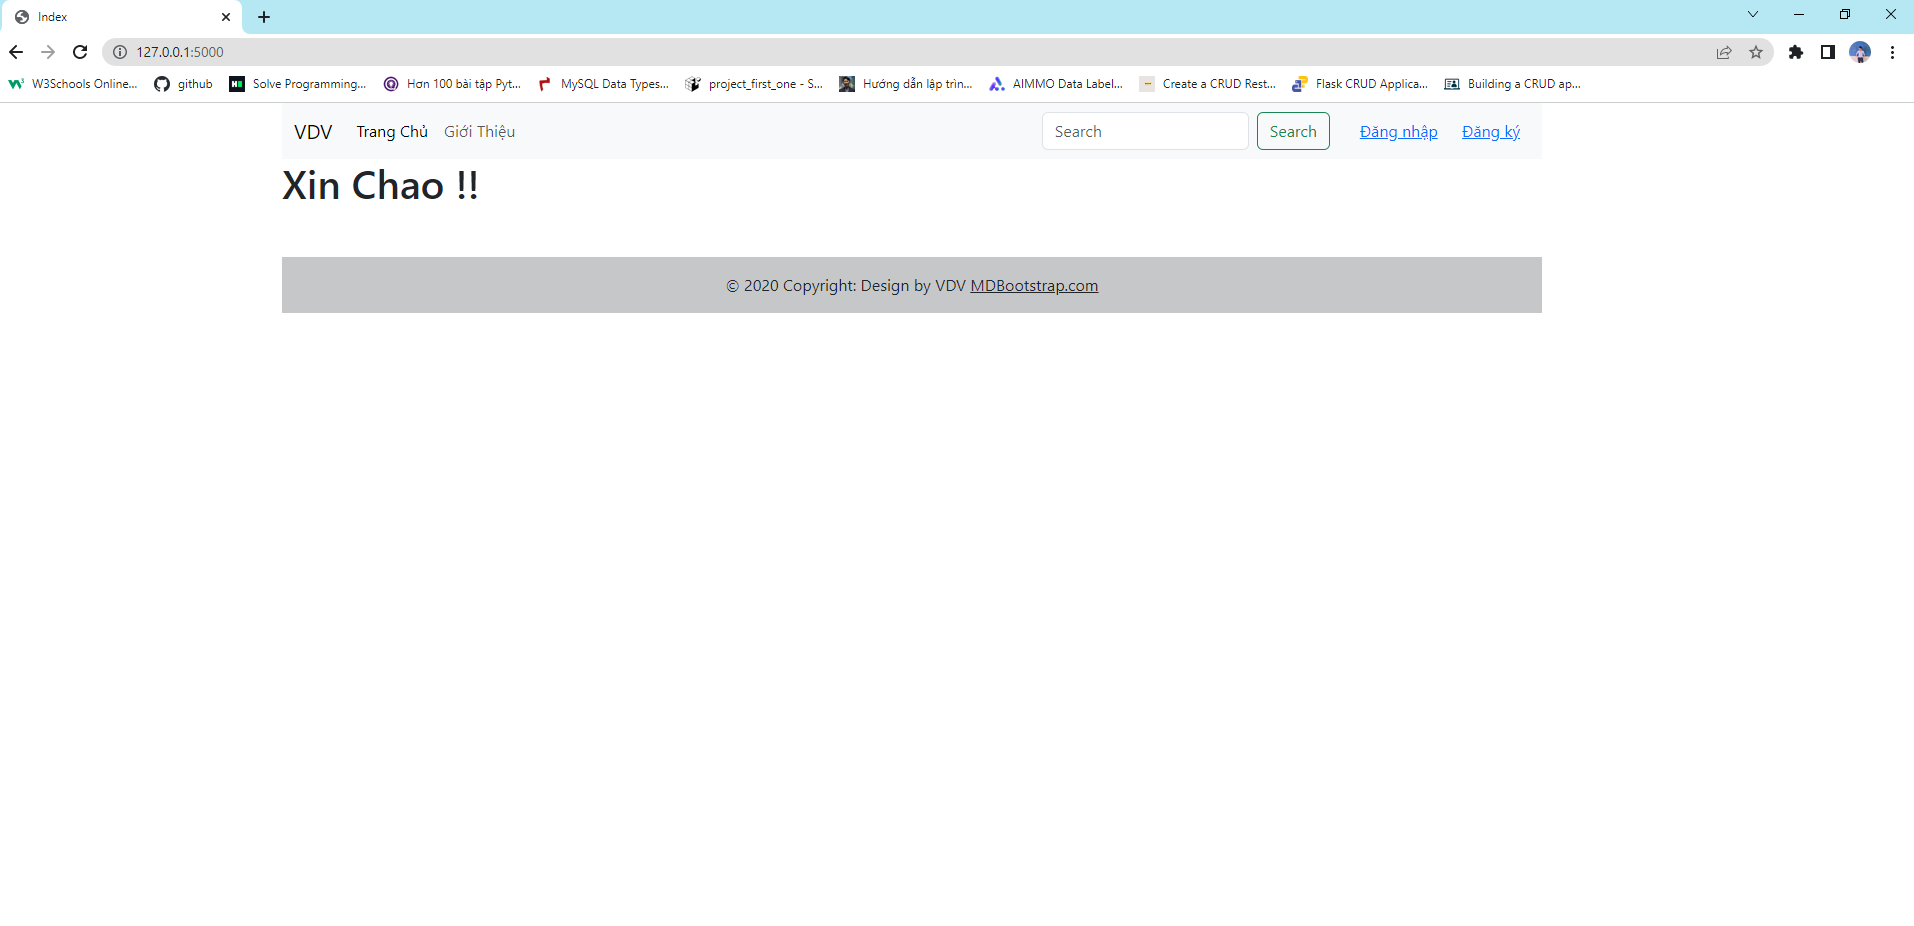 Index
127.0.0.1:5000
W3Schools Online... github Solve Programming... Hơn 100 bài tập Pyt... MySQL Data Types... project_first_one - S... Hướng dẫn lập trìn... AIMMO Data Label... Create a CRUD Rest... Flask CRUD Applica... Building a CRUD ap...
VDV Trang Chủ Giới Thiệu Search Search Đăng nhập Đăng ký
Xin Chao !!
© 2020 Copyright: Design by VDV MDBootstrap.com